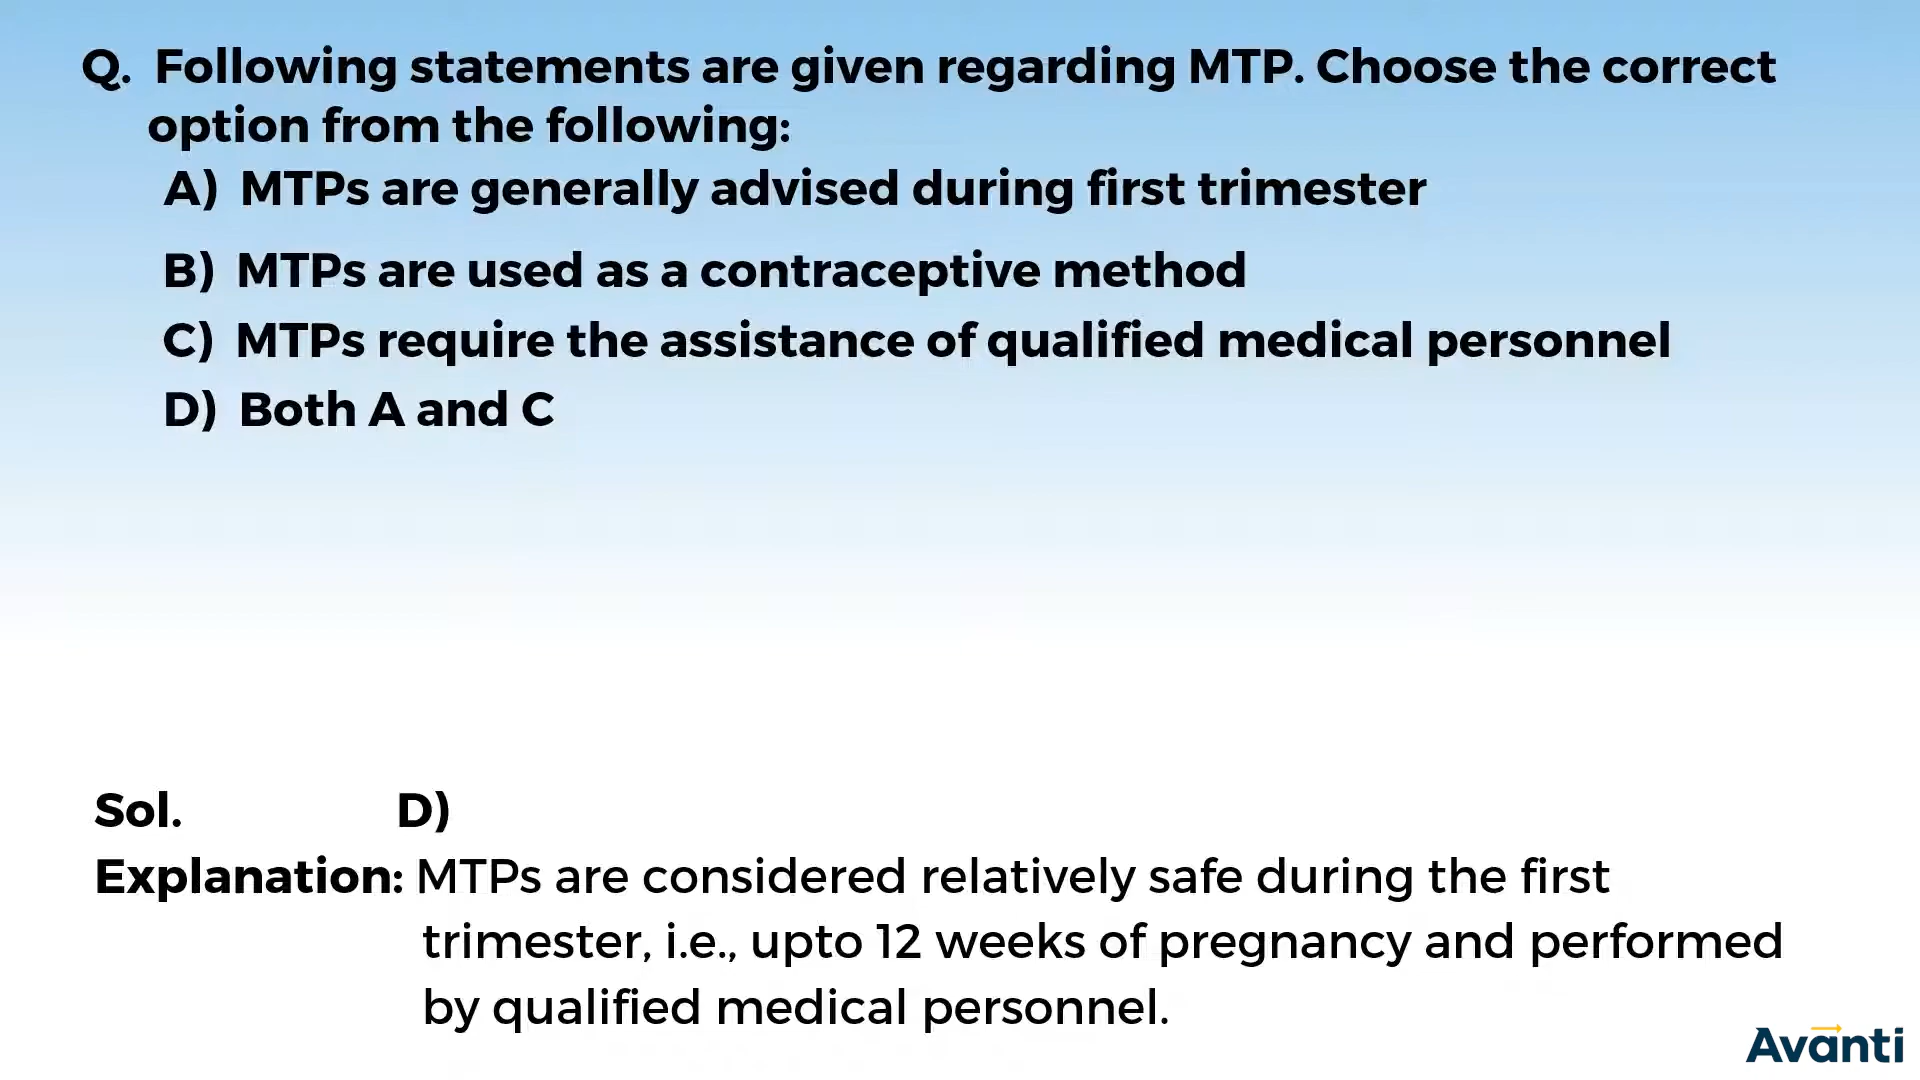 Q. Following statements are given regarding MTP. Choose the correct
option from the following:
A) MTPs are generally advised during first trimester
B) MTPs are used as a contraceptive method
C) MTPs require the assistance of qualified medical personnel
D) Both A and C
Sol. D)
Explanation: MTPs are considered relatively safe during the first
trimester, i.e., upto 12 weeks of pregnancy and performed
by qualified medical personnel.
Avanti